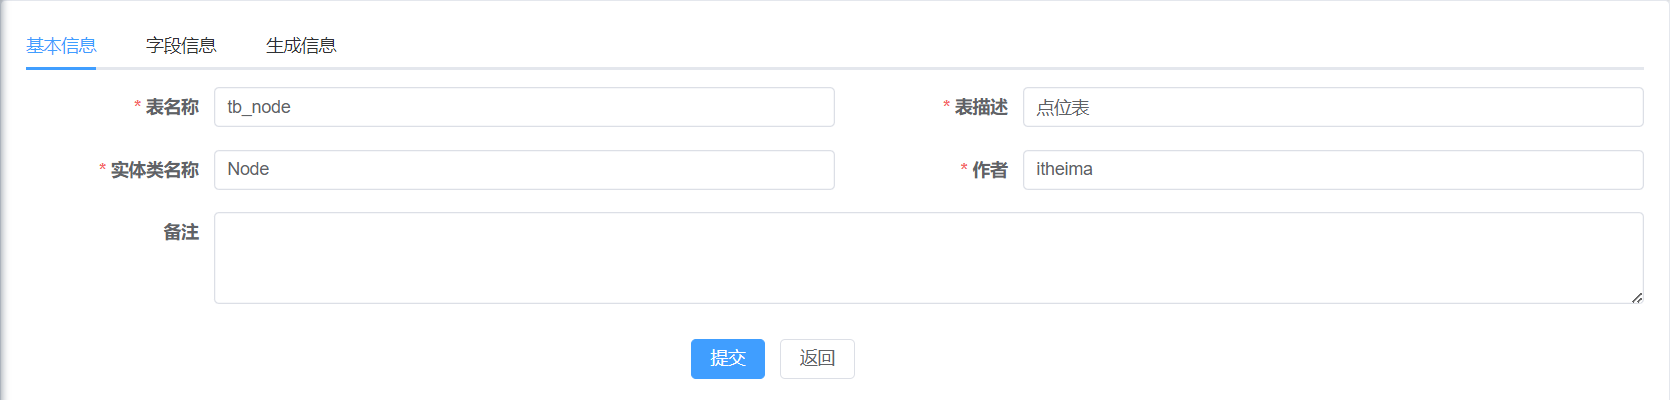 基本信息 字段信息 生成信息
* 表名称 tb_node * 表描述 点位表
* 实体类名称 Node * 作者 itheima
备注
提交 返回